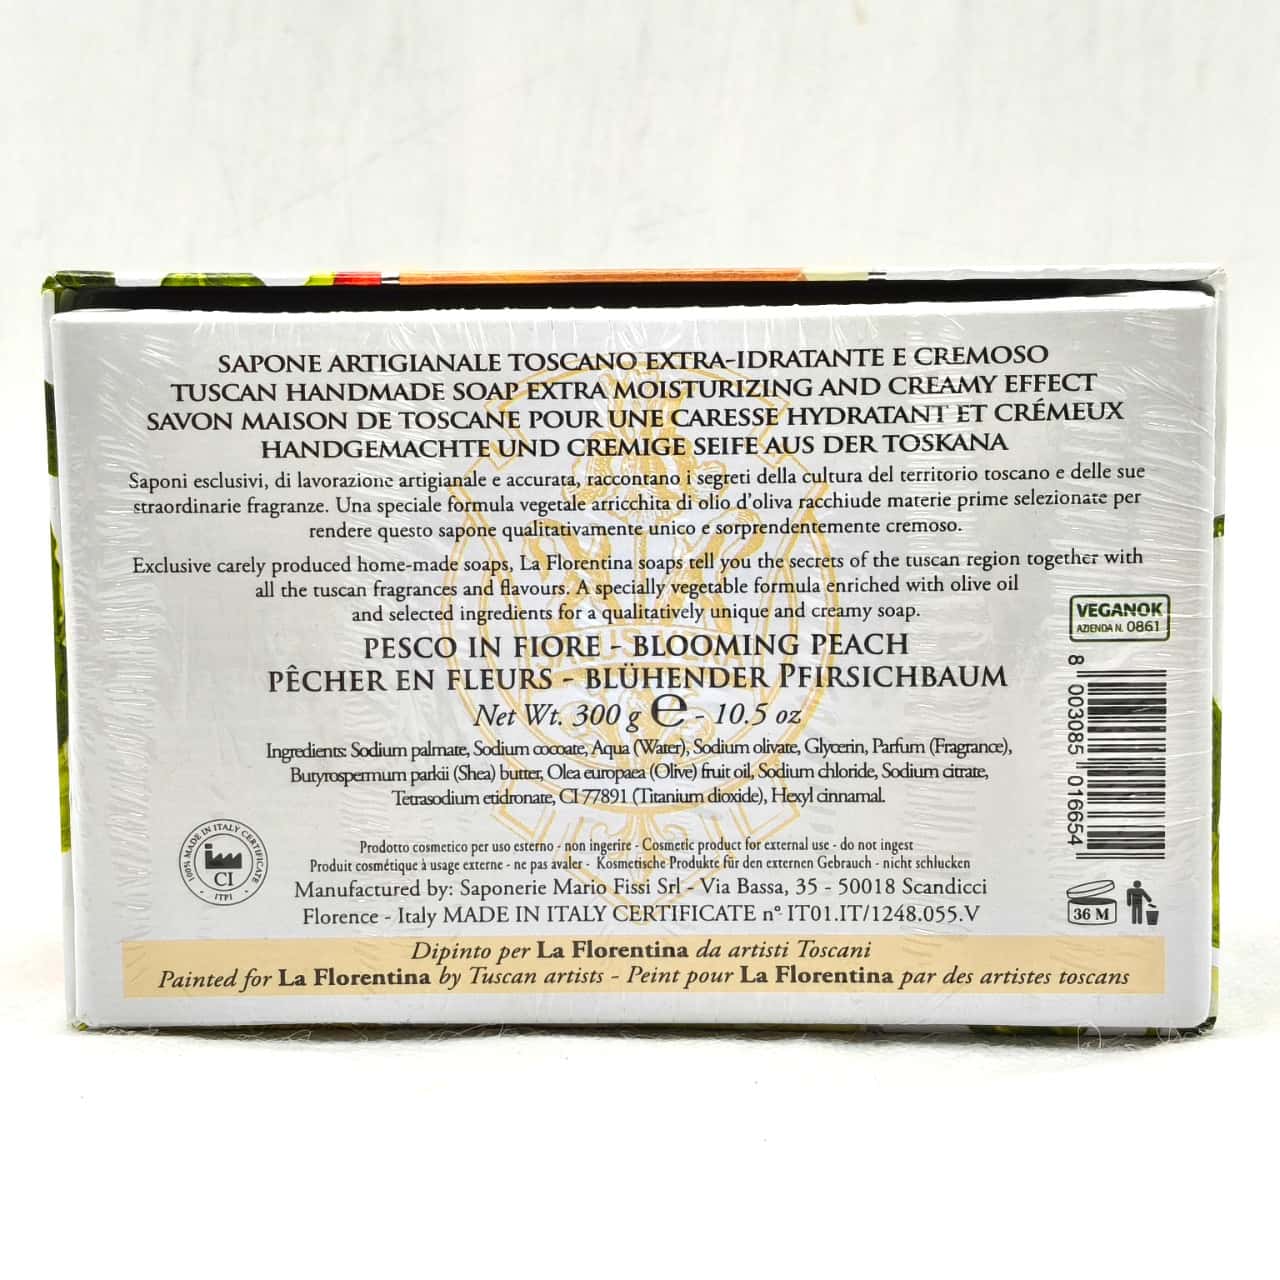 SAPONE ARTIGIANALE TOSCANO EXTRA-IDRATANTE E CREMOSO
TUSCAN HANDMADE SOAP EXTRA MOISTURIZING AND CREAMY EFFECT
SAVON MAISON DE TOSCANE POUR UNE CARESSE HYDRATANT ET CRÉMEUX
HANDGEMACHTE UND CREMIGE SEIFE AUS DER TOSKANA
Saponi esclusivi, di lavorazione artigianale e accurata, raccontano i segreti della cultura del territorio toscano e delle sue
straordinarie fragranze. Una speciale formula vegetale arricchita di olio d'oliva racchiude materie prime selezionate per
rendere questo sapone qualitativamente unico e sorprendentemente cremoso.
Exclusive carely produced home-made soaps, La Florentina soaps tell you the secrets of the tuscan region together with
all the tuscan fragrances and flavours. A specially vegetable formula enriched with olive oil
and selected ingredients for a qualitatively unique and creamy soap.
PESCO IN FIORE - BLOOMING PEACH
PÊCHER EN FLEURS - BLÜHENDER PFIRSICHBAUM
Net Wt. 300 g e - 10.5 oz
Ingredients: Sodium palmate, Sodium cocoate, Aqua (Water), Sodium olivate, Glycerin, Parfum (Fragrance),
Butyrospermum parkii (Shea) butter, Olea europaea (Olive) fruit oil, Sodium chloride, Sodium citrate,
Tetrasodium etidronate, CI 77891 (Titanium dioxide), Hexyl cinnamal.
VEGANOK
AZIENDA N. 0861
8 003085 016654
100% MADE IN ITALY CERTIFICATE
CI
ITPI
Prodotto cosmetico per uso esterno - non ingerire - Cosmetic product for external use - do not ingest
Produit cosmétique à usage externe - ne pas avaler - Kosmetische Produkte für den externen Gebrauch - nicht schlucken
Manufactured by: Saponerie Mario Fissi Srl - Via Bassa, 35 - 50018 Scandicci
Florence - Italy MADE IN ITALY CERTIFICATE n° IT01.IT/1248.055.V
36 M
Dipinto per La Florentina da artisti Toscani
Painted for La Florentina by Tuscan artists - Peint pour La Florentina par des artistes toscans